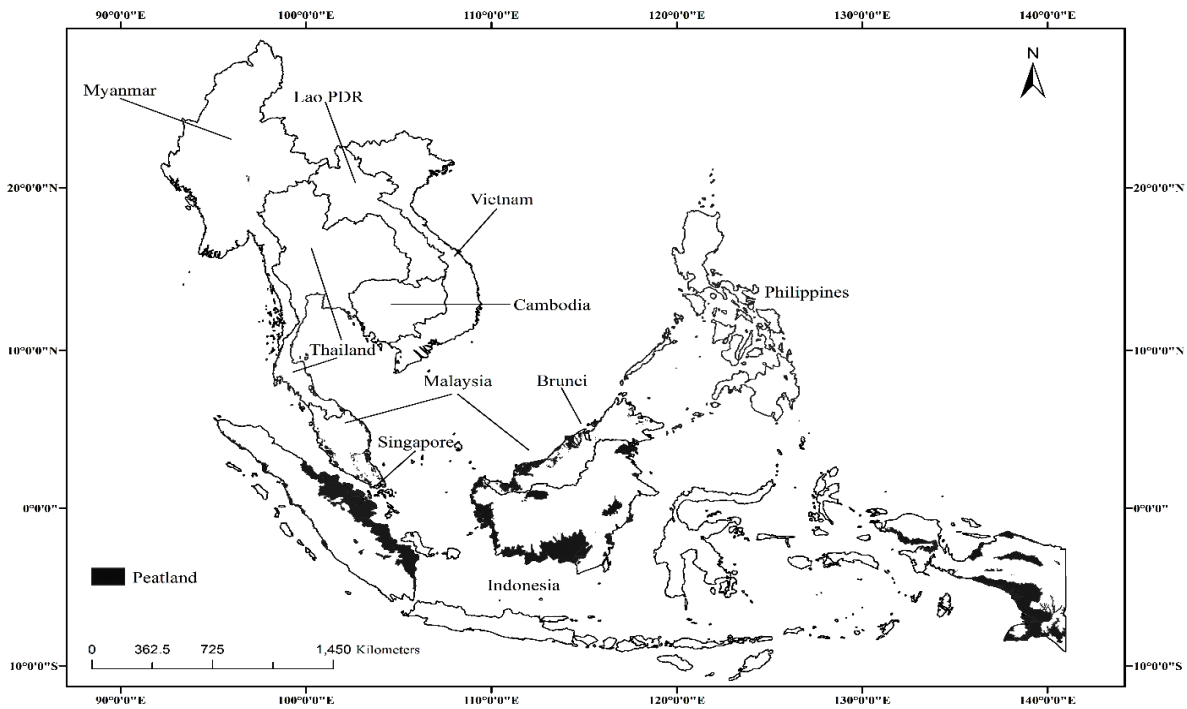 90°0'0"E 100°0'0"E 110°0'0"E 120°0'0"E 130°0'0"E 140°0'0"E
N
Myanmar
Lao PDR
20°0'0"N 20°0'0"N
Vietnam
Philippines
Cambodia
10°0'0"N Thailand 10°0'0"N
Malaysia Brunci
Singapore
0°0'0" 0°0'0"
Peatland
Indonesia
0 362.5 725 1,450 Kilometers
10°0'0"S 10°0'0"S
90°0'0"E 100°0'0"E 110°0'0"E 120°0'0"E 130°0'0"E 140°0'0"E